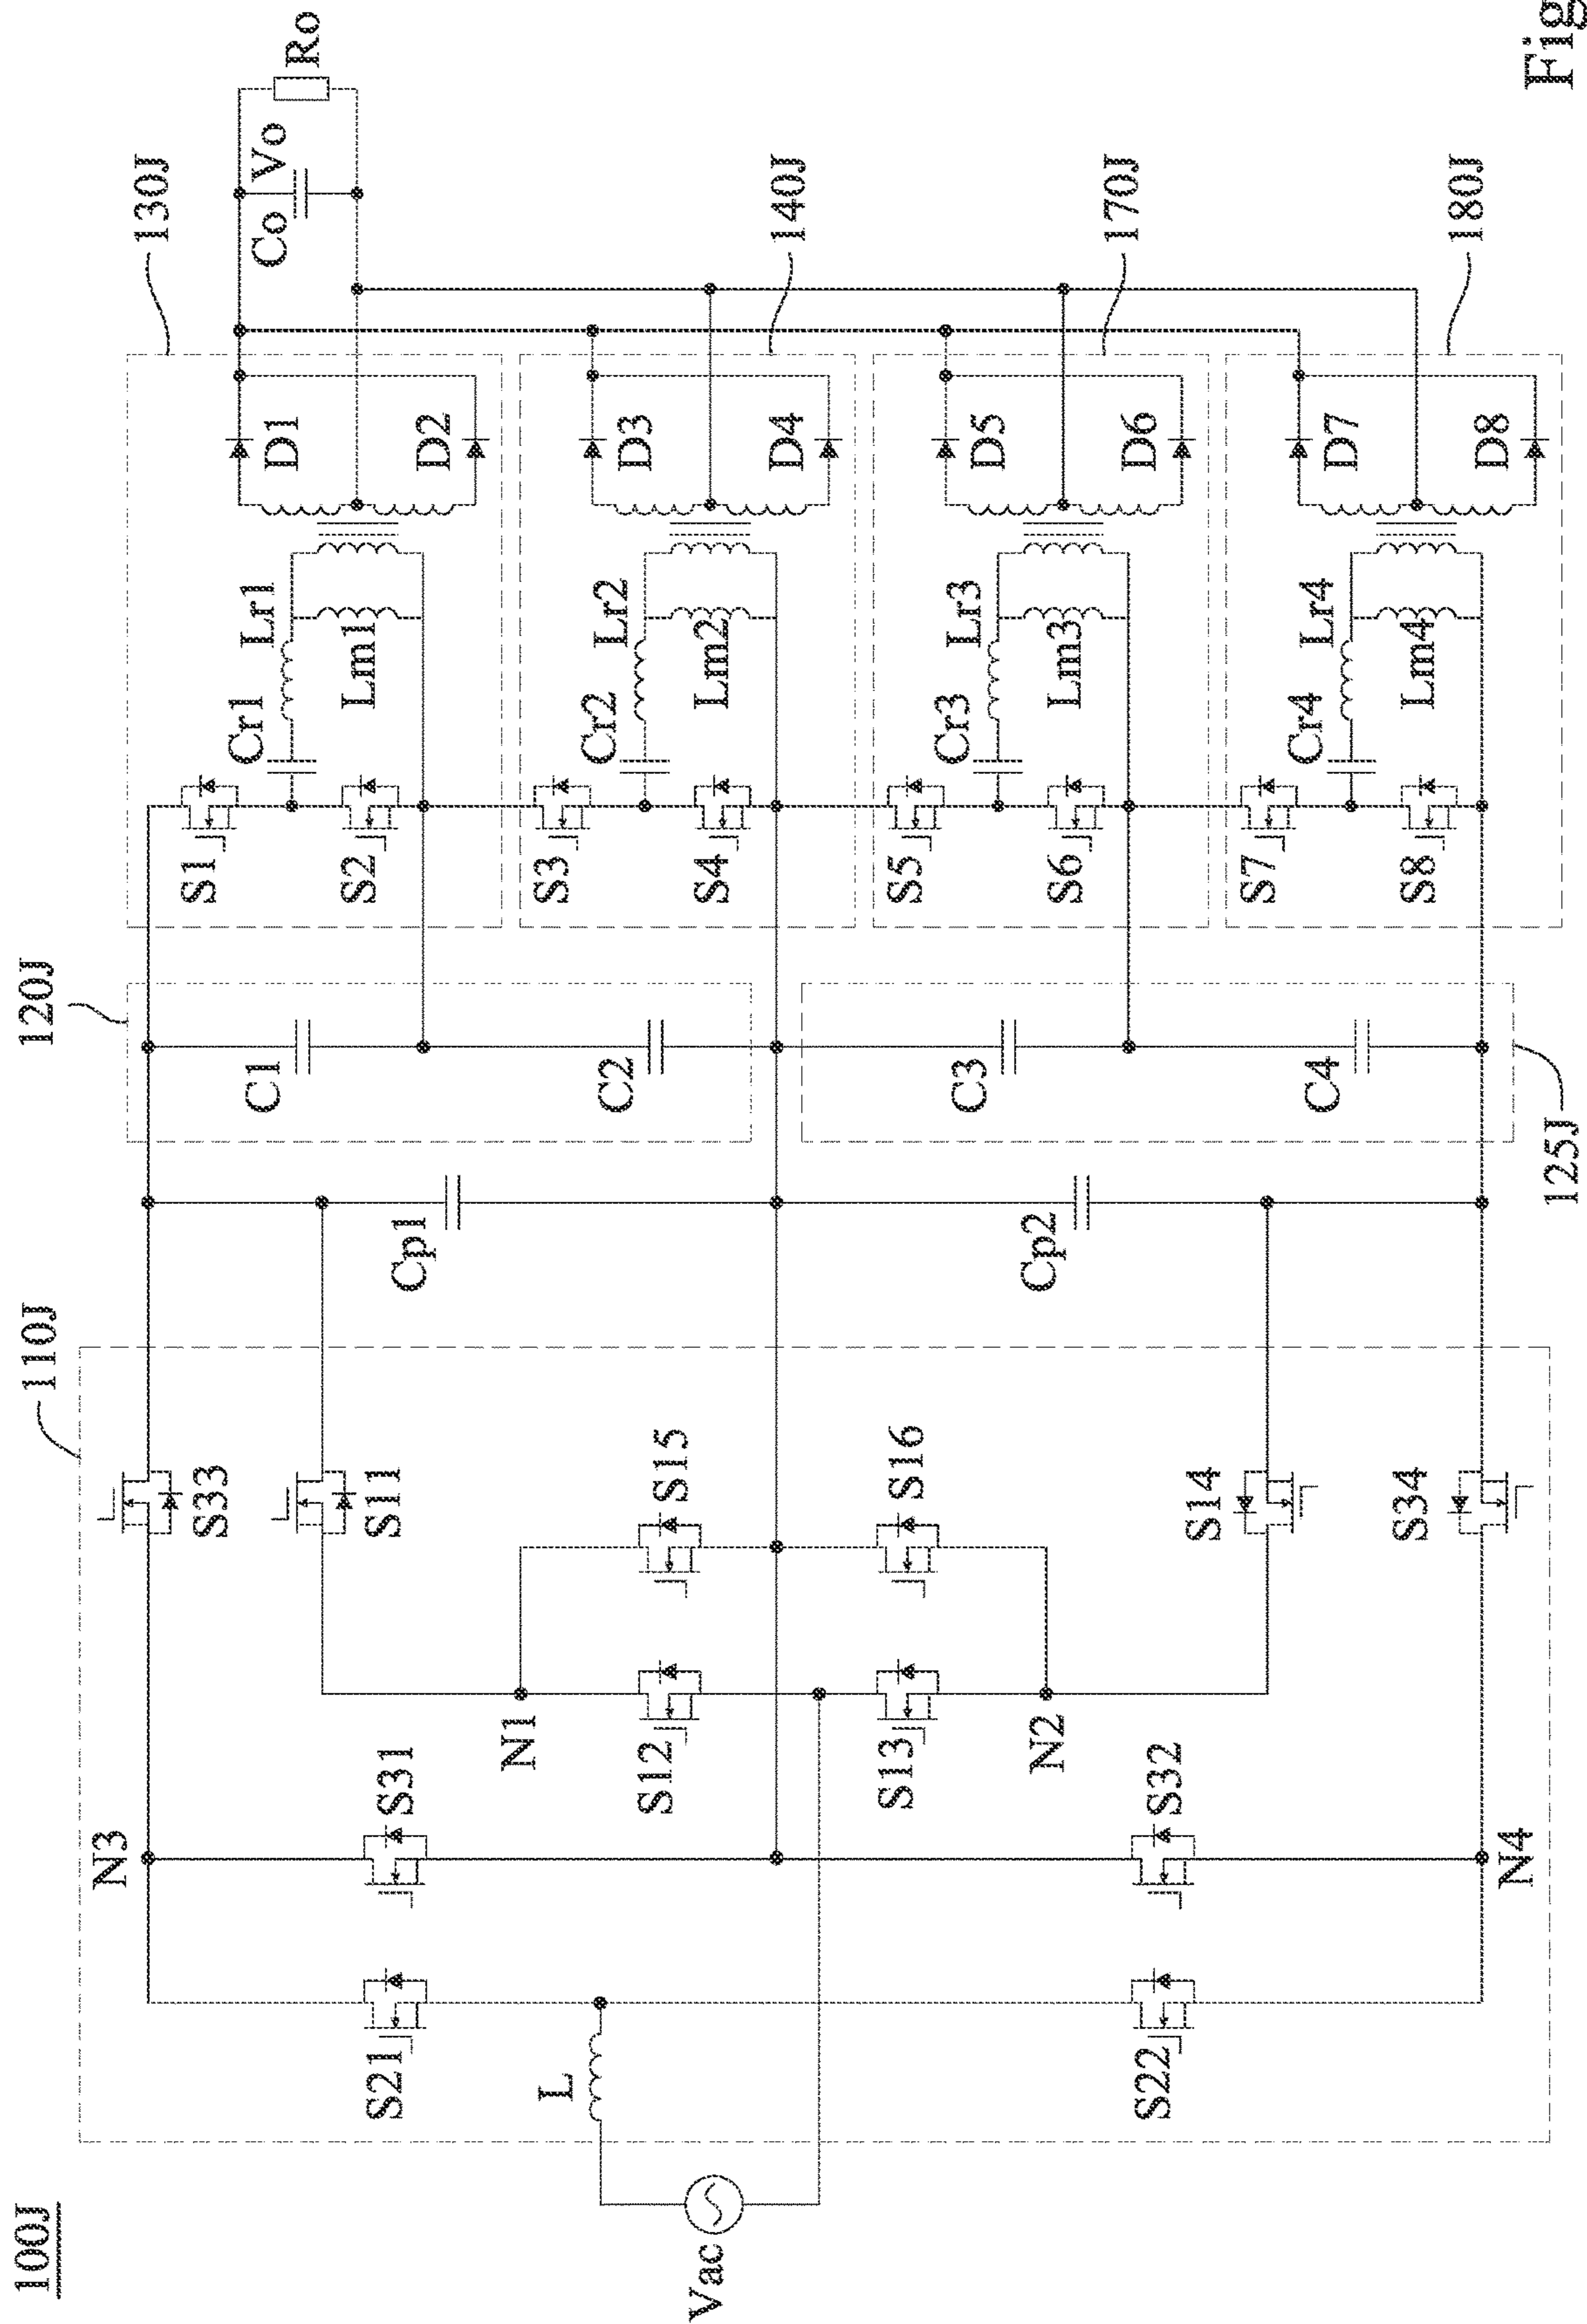 100J
110J
120J
125J
130J
140J
170J
180J
Vac
L
S21
S22
N3
N4
S31
S32
N1
N2
S12
S13
S15
S16
S33
S11
S14
S34
Cp1
Cp2
C1
C2
C3
C4
S1
S2
Cr1
Lr1
Lm1
D1
D2
S3
S4
Cr2
Lr2
Lm2
D3
D4
S5
S6
Cr3
Lr3
Lm3
D5
D6
S7
S8
Cr4
Lr4
Lm4
D7
D8
Co
Vo
Ro
Fig